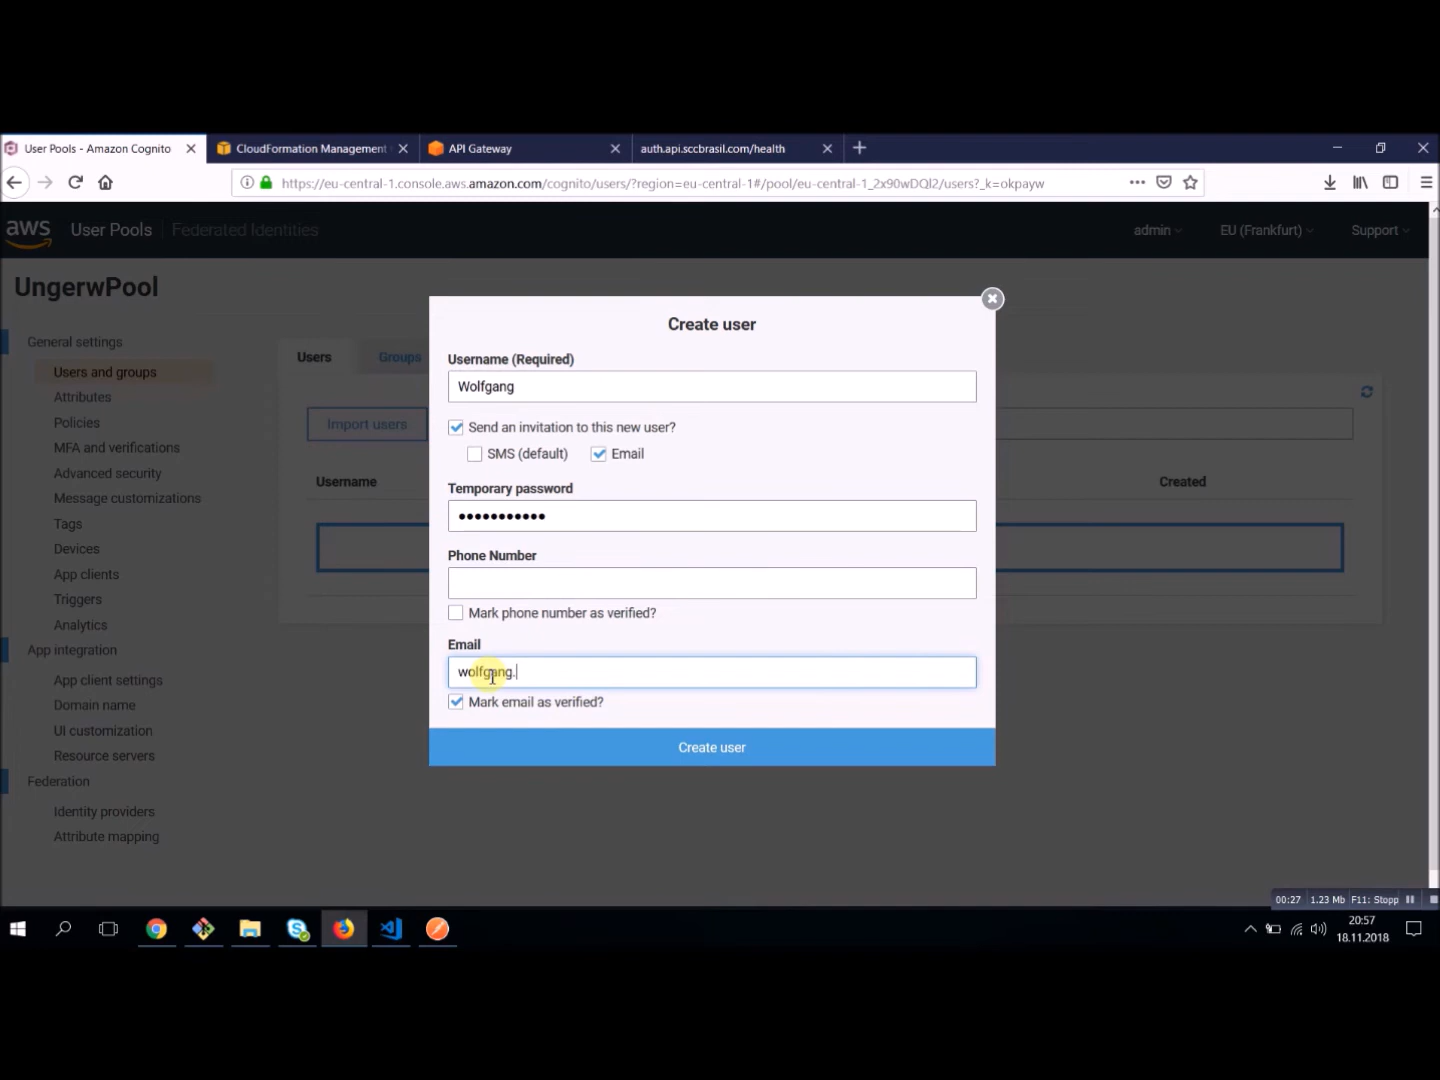 User Pools - Amazon Cognito
CloudFormation Management
API Gateway
auth.api.sccbrasil.com/health
https://eu-central-1.console.aws.amazon.com/cognito/users/?region=eu-central-1#/pool/eu-central-1_2x90wDQl2/users?_k=okpayw
aws
User Pools
Federated Identities
admin
EU (Frankfurt)
Support
UngerwPool
General settings
Users and groups
Attributes
Policies
MFA and verifications
Advanced security
Message customizations
Tags
Devices
App clients
Triggers
Analytics
App integration
App client settings
Domain name
UI customization
Resource servers
Federation
Identity providers
Attribute mapping
Users
Groups
Import users
Username
Created
Create user
Username (Required)
Wolfgang
Send an invitation to this new user?
SMS (default)
Email
Temporary password
•••••••••••
Phone Number
Mark phone number as verified?
Email
wolfgang.
Mark email as verified?
Create user
00:27 1.23 Mb F11: Stopp
20:57
18.11.2018